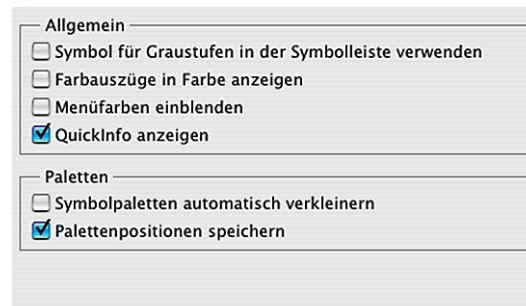 Allgemein
Symbol für Graustufen in der Symbolleiste verwenden
Farbauszüge in Farbe anzeigen
Menüfarben einblenden
QuickInfo anzeigen
Paletten
Symbolpaletten automatisch verkleinern
Palettenpositionen speichern